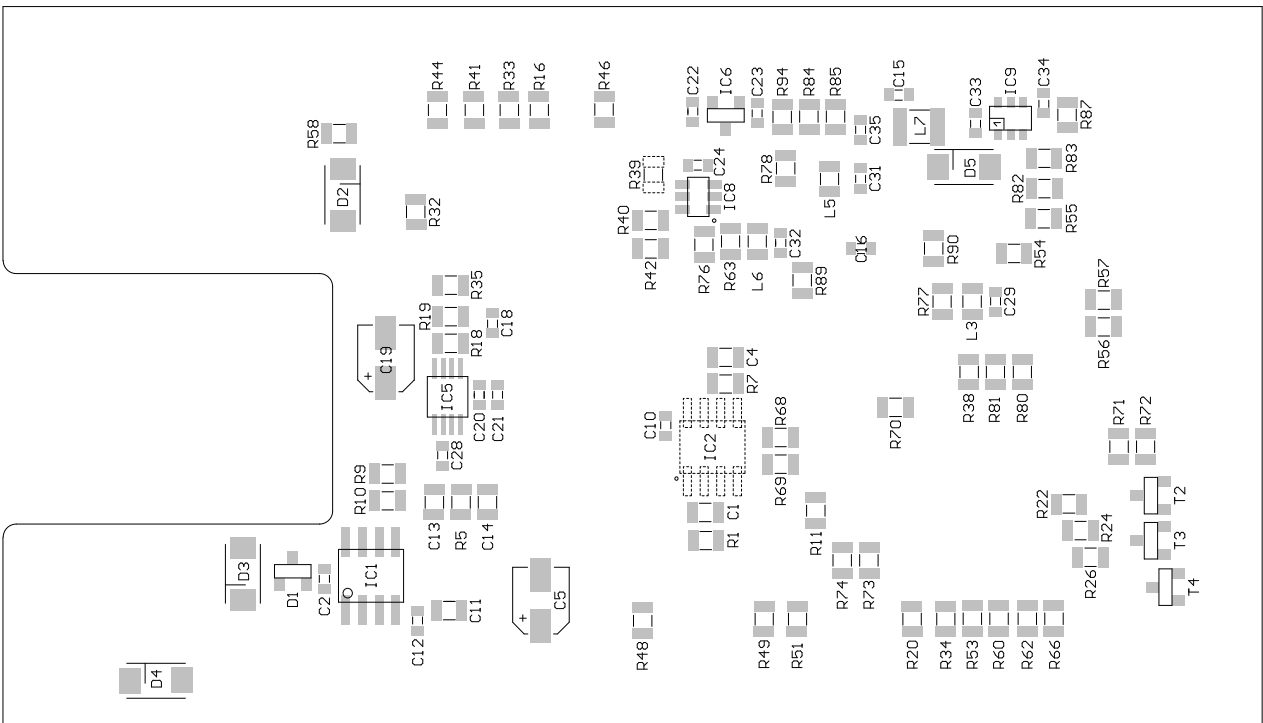 R44
R41
R33
R16
R46
C22
IC6
C23
R94
R84
R85
C15
C33
IC9
C34
R58
C35
L7
1
R87
R39
C24
R78
C31
D5
R83
D2
R32
IC8
L5
R82
R55
R40
R42
R76
R63
L6
C32
R89
C16
R90
R54
R35
R19
C18
R18
C19
+
R77
L3
C29
R57
R56
C4
R7
IC5
C20
C21
C28
C10
IC2
R68
R69
R70
R38
R81
R80
R71
R72
R9
R10
C13
R5
C14
C1
R1
R11
R22
R24
R26
T2
T3
T4
D3
D1
C2
IC1
C11
C12
C5
+
R74
R73
D4
R48
R49
R51
R20
R34
R53
R60
R62
R66